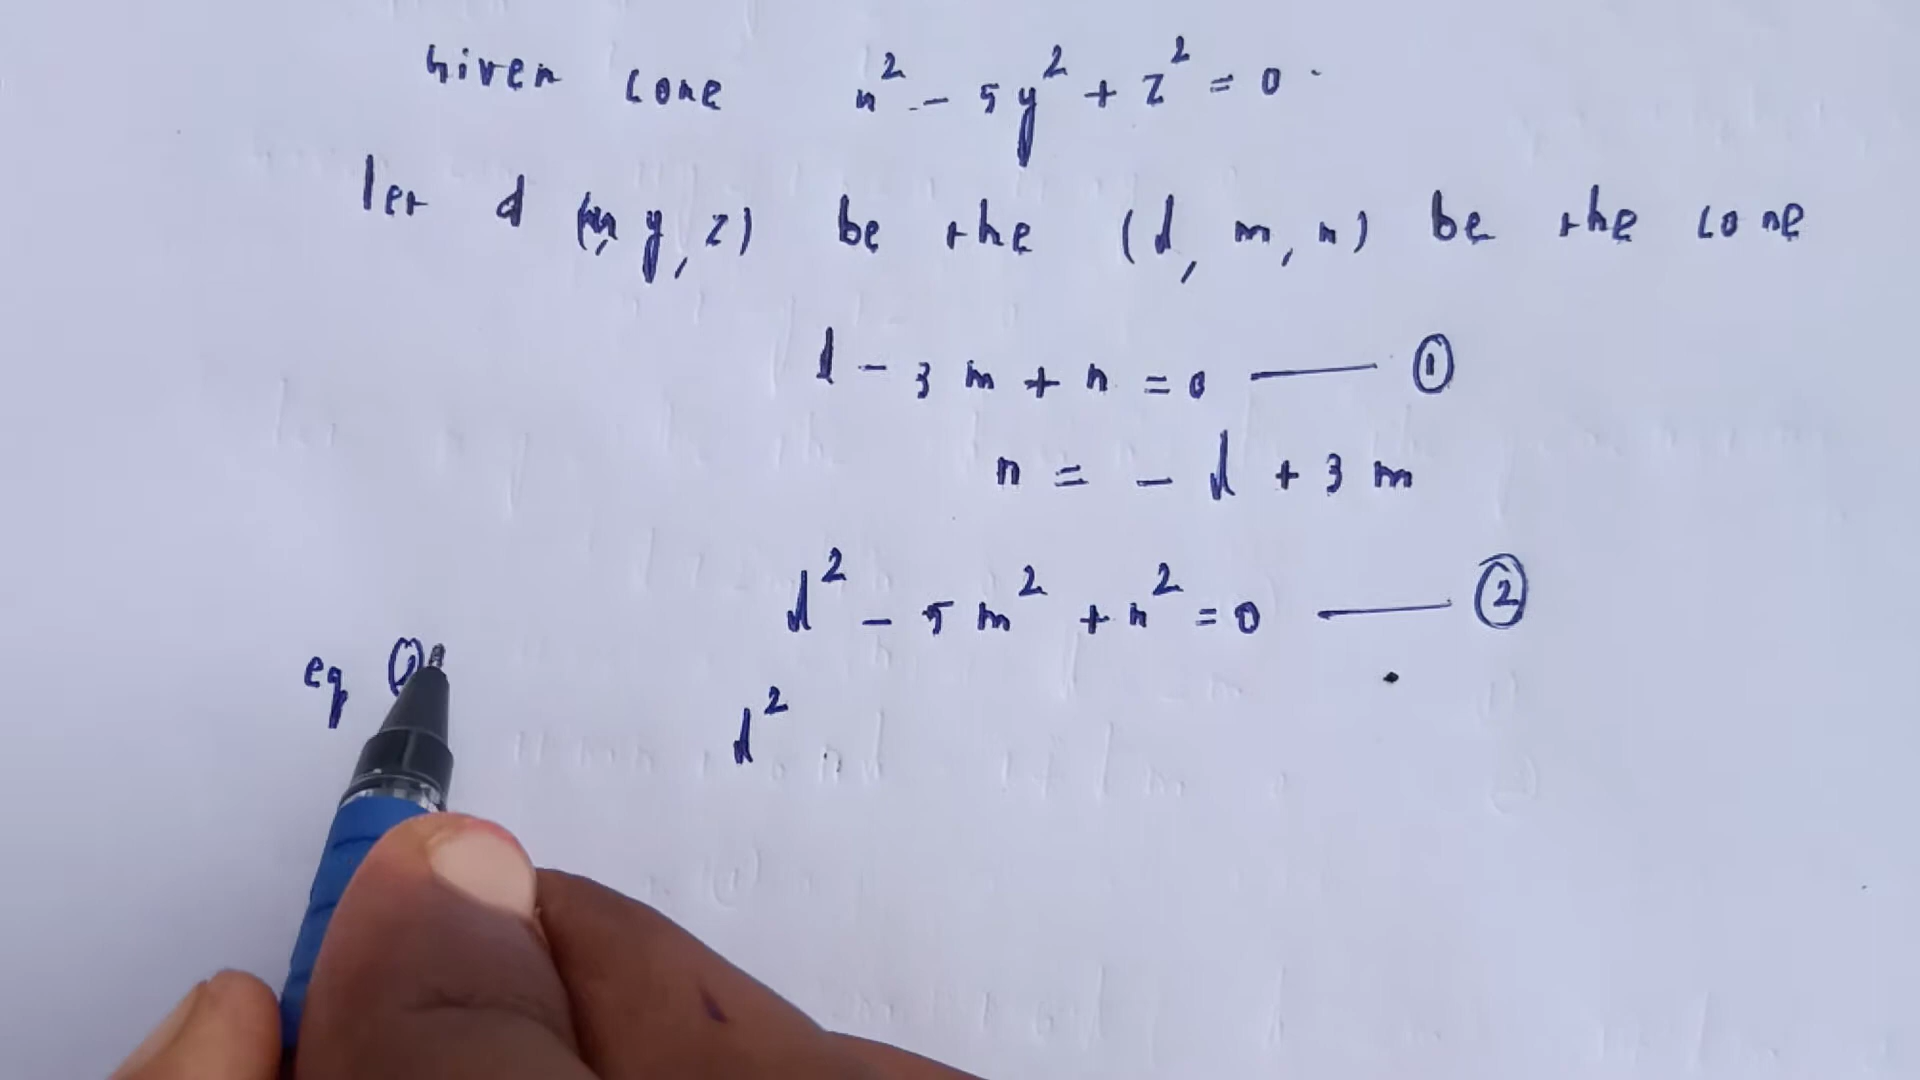 Given cone x² - 5y² + z² = 0.
let d (x, y, z) be the (l, m, n) be the cone
l - 3m + n = 0 —— ①
n = - l + 3m
l² - 5m² + n² = 0 —— ②
eq ①
l²